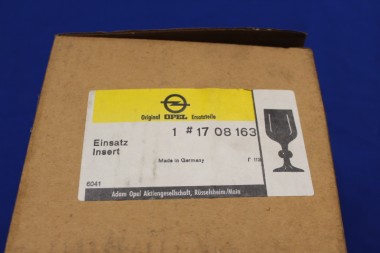 Original OPEL Ersatzteile
1 # 17 08 163
Einsatz
Insert
Made in Germany
6041
Adam Opel Aktiengesellschaft, Rüsselsheim/Main